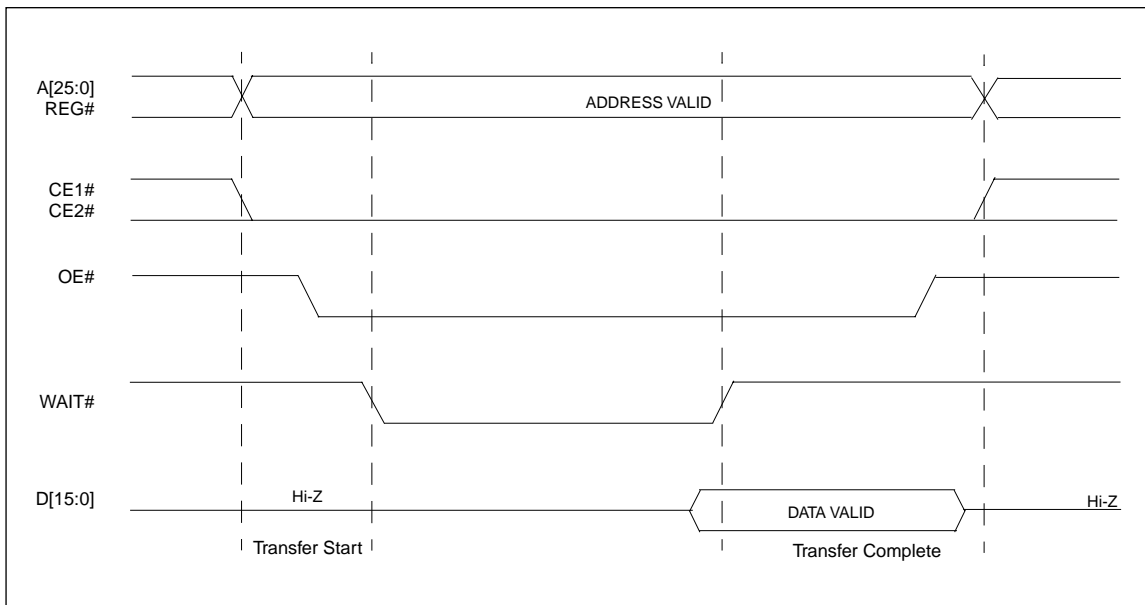 A[25:0]
REG#
ADDRESS VALID
CE1#
CE2#
OE#
WAIT#
D[15:0]
Hi-Z
DATA VALID
Hi-Z
Transfer Start
Transfer Complete